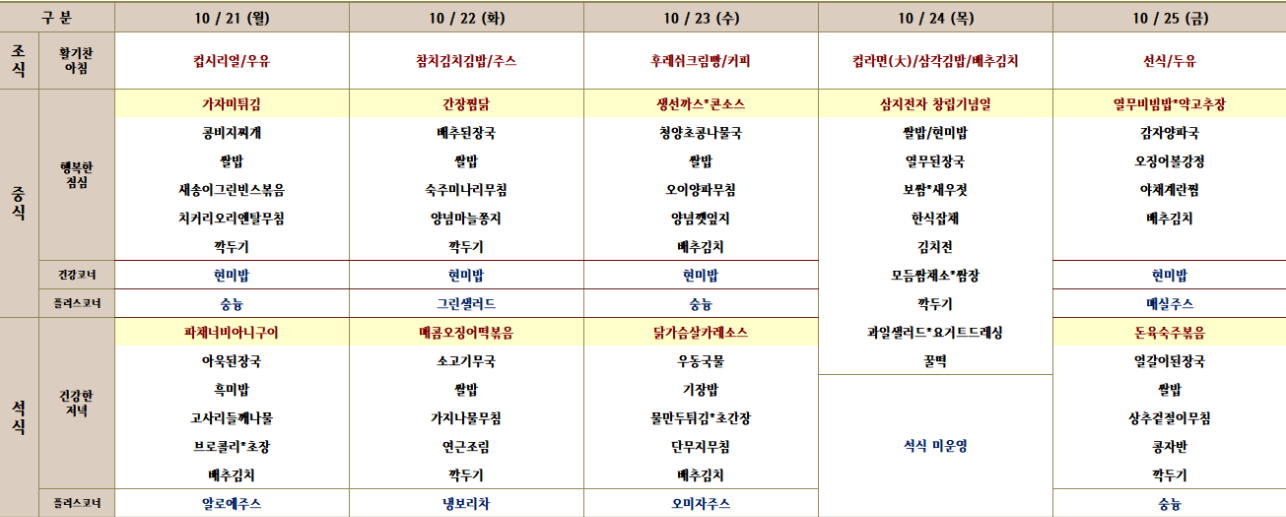 구 분 10 / 21 (월) 10 / 22 (화) 10 / 23 (수) 10 / 24 (목) 10 / 25 (금)
조식 활기찬 아침 컵시리얼/우유 참치김치김밥/주스 후레쉬크림빵/커피 컵라면(大)/삼각김밥/배추김치 선식/두유
중식 행복한 점심 가자미튀김 간장찜닭 생선까스*콘소스 삼지전자 창립기념일 열무비빔밥*약고추장
콩비지찌개 배추된장국 청양초콩나물국 쌀밥/현미밥 감자양파국
쌀밥 쌀밥 쌀밥 열무된장국 오징어볼강정
새송이그린빈스볶음 숙주미나리무침 오이양파무침 보쌈*새우젓 야채계란찜
치커리오리엔탈무침 양념마늘쫑지 양념깻잎지 한식잡채 배추김치
깍두기 깍두기 배추김치 김치전
건강코너 현미밥 현미밥 현미밥 모듬쌈채소*쌈장 현미밥
플러스코너 숭늉 그린샐러드 숭늉 깍두기 매실주스
석식 건강한 저녁 파채너비아니구이 매콤오징어떡볶음 닭가슴살카레소스 과일샐러드*요기트드레싱 돈육숙주볶음
아욱된장국 소고기무국 우동국물 꿀떡 얼갈이된장국
흑미밥 쌀밥 기장밥 쌀밥
고사리들깨나물 가지나물무침 물만두튀김*초간장 상추겉절이무침
브로콜리*초장 연근조림 단무지무침 석식 미운영 콩자반
배추김치 깍두기 배추김치 깍두기
플러스코너 알로에주스 냉보리차 오미자주스 숭늉